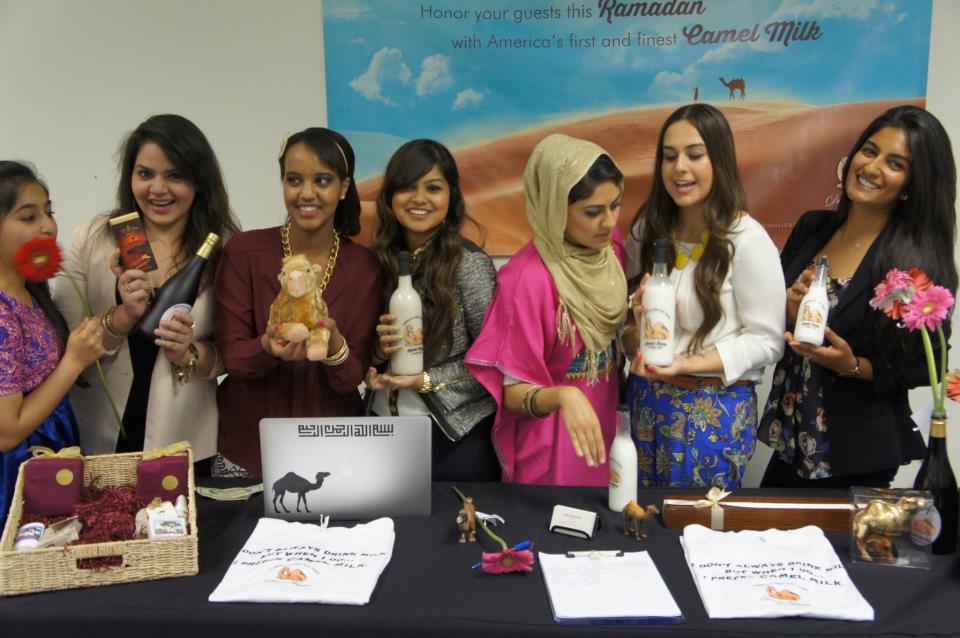 Honor your guests this Ramadan
with America's first and finest Camel Milk
بسم الله الرحمن الرحيم
I DON'T ALWAYS DRINK MILK
BUT WHEN I DO...
I PREFER CAMEL MILK.
I DON'T ALWAYS DRINK MILK
BUT WHEN I DO...
I PREFER CAMEL MILK.